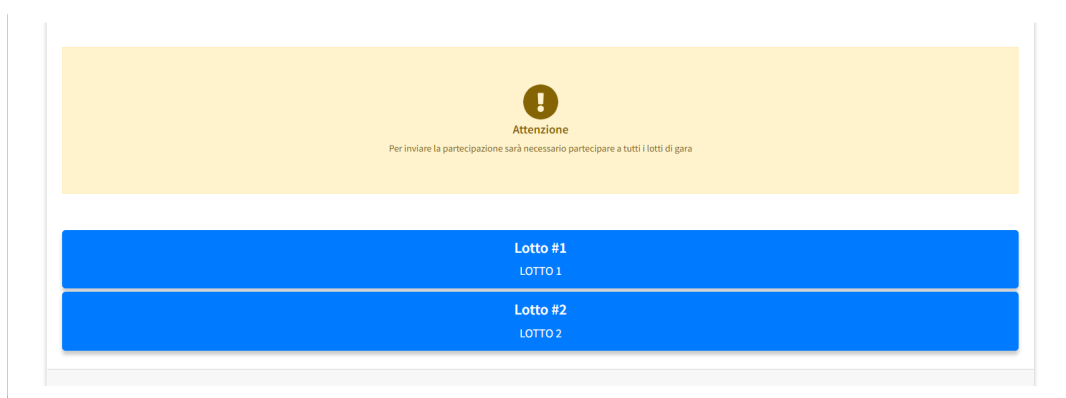 Attenzione
Per inviare la partecipazione sarà necessario partecipare a tutti i lotti di gara
Lotto #1
LOTTO 1
Lotto #2
LOTTO 2